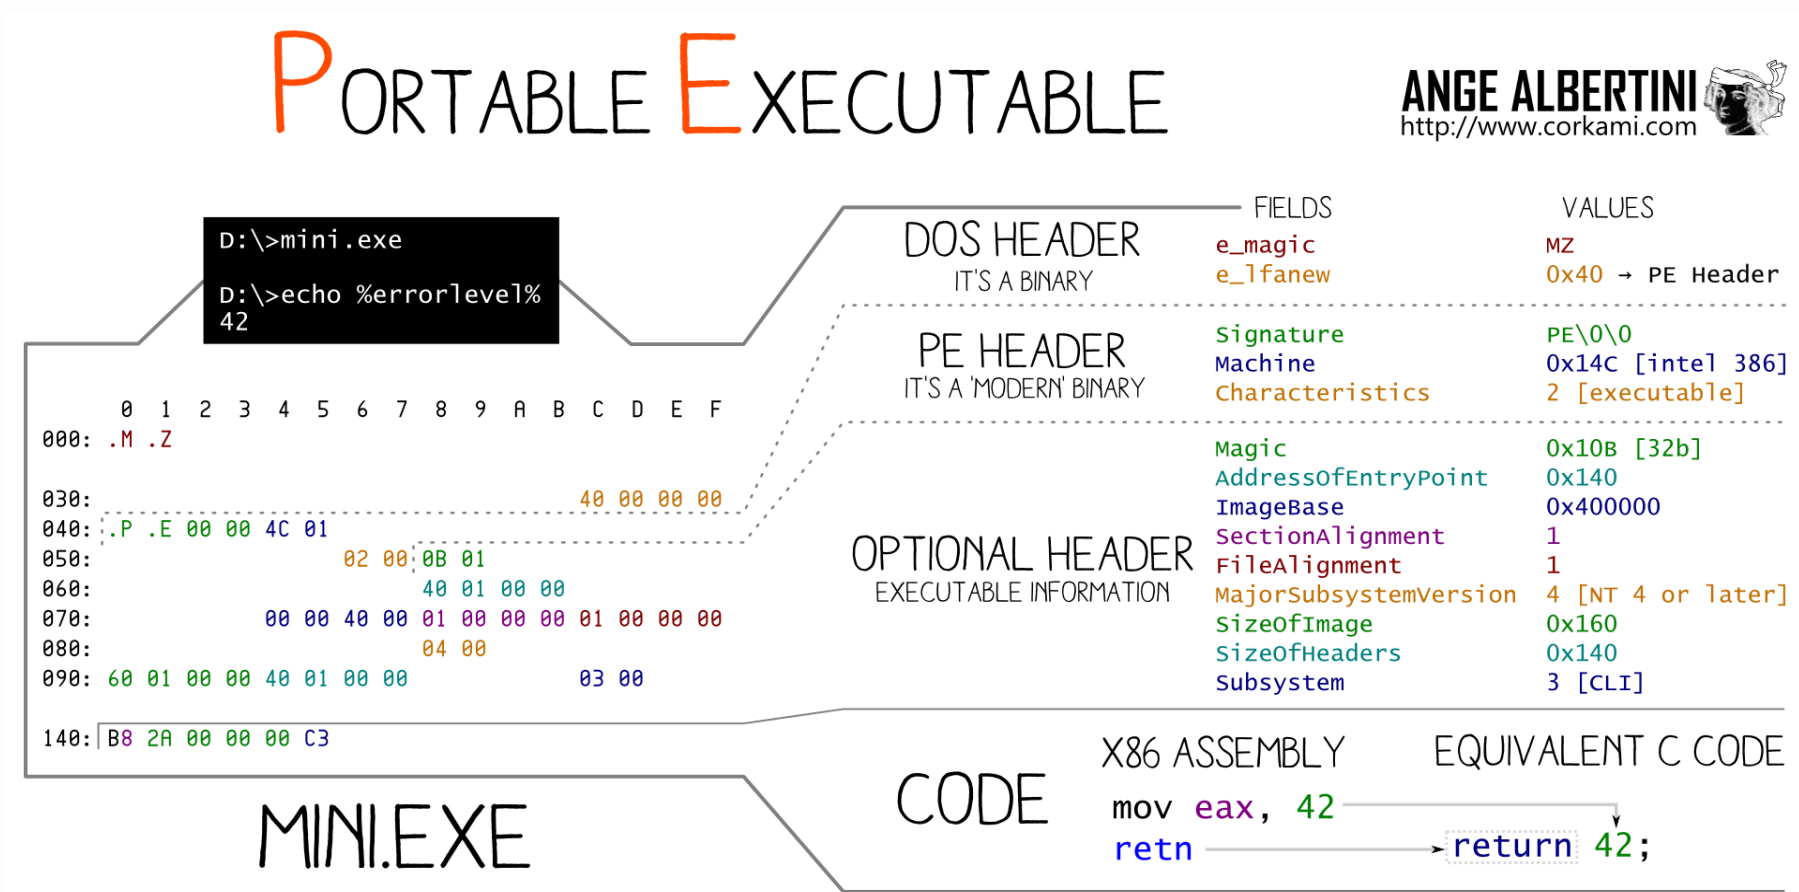 PORTABLE EXECUTABLE
ANGE ALBERTINI
http://www.corkami.com
D:\>mini.exe
D:\>echo %errorlevel%
42
0 1 2 3 4 5 6 7 8 9 A B C D E F
000: .M .Z
030: 40 00 00 00
040: .P .E 00 00 4C 01
050: 02 00 0B 01
060: 40 01 00 00
070: 00 00 40 00 01 00 00 00 01 00 00 00
080: 04 00
090: 60 01 00 00 40 01 00 00 03 00
140: B8 2A 00 00 00 C3
MINI.EXE
FIELDS VALUES
DOS HEADER
IT'S A BINARY
e_magic MZ
e_lfanew 0x40 → PE Header
PE HEADER
IT'S A 'MODERN' BINARY
Signature PE\0\0
Machine 0x14C [intel 386]
Characteristics 2 [executable]
OPTIONAL HEADER
EXECUTABLE INFORMATION
Magic 0x10B [32b]
AddressOfEntryPoint 0x140
ImageBase 0x400000
SectionAlignment 1
FileAlignment 1
MajorSubsystemVersion 4 [NT 4 or later]
SizeOfImage 0x160
SizeOfHeaders 0x140
Subsystem 3 [CLI]
CODE
X86 ASSEMBLY
mov eax, 42
retn
EQUIVALENT C CODE
return 42;